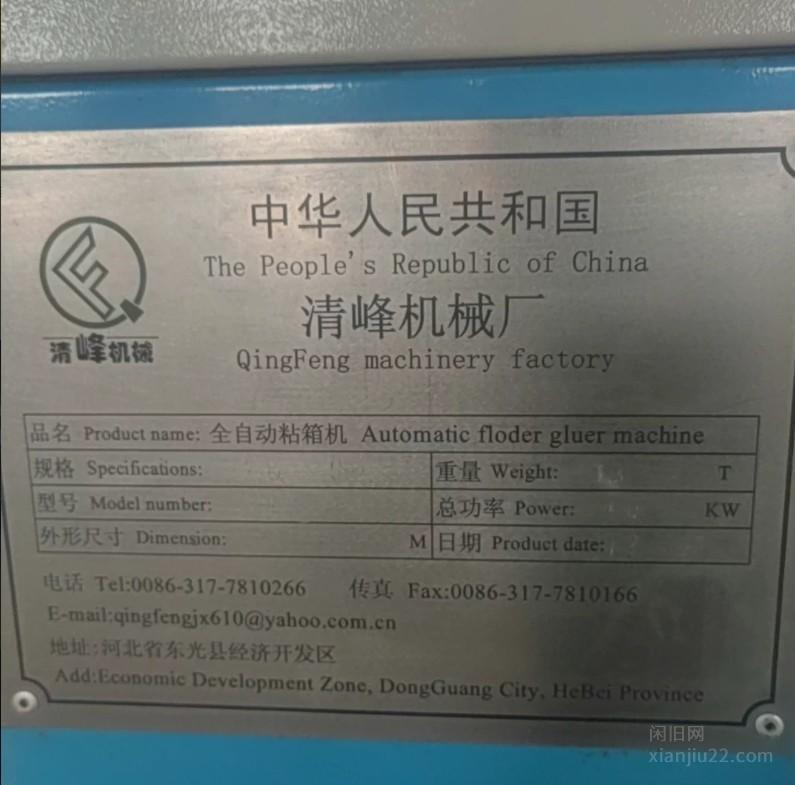 中华人民共和国
The People's Republic of China
清峰机械厂
QingFeng machinery factory
清峰机械
品名 Product name: 全自动粘箱机 Automatic floder gluer machine
规格 Specifications: 重量 Weight: T
型号 Model number: 总功率 Power: KW
外形尺寸 Dimension: M 日期 Product date:
电话 Tel:0086-317-7810266 传真 Fax:0086-317-7810166
E-mail:qingfengjx610@yahoo.com.cn
地址:河北省东光县经济开发区
Add:Economic Development Zone, DongGuang City, HeBei Province
闲旧网
xianjiu22.com